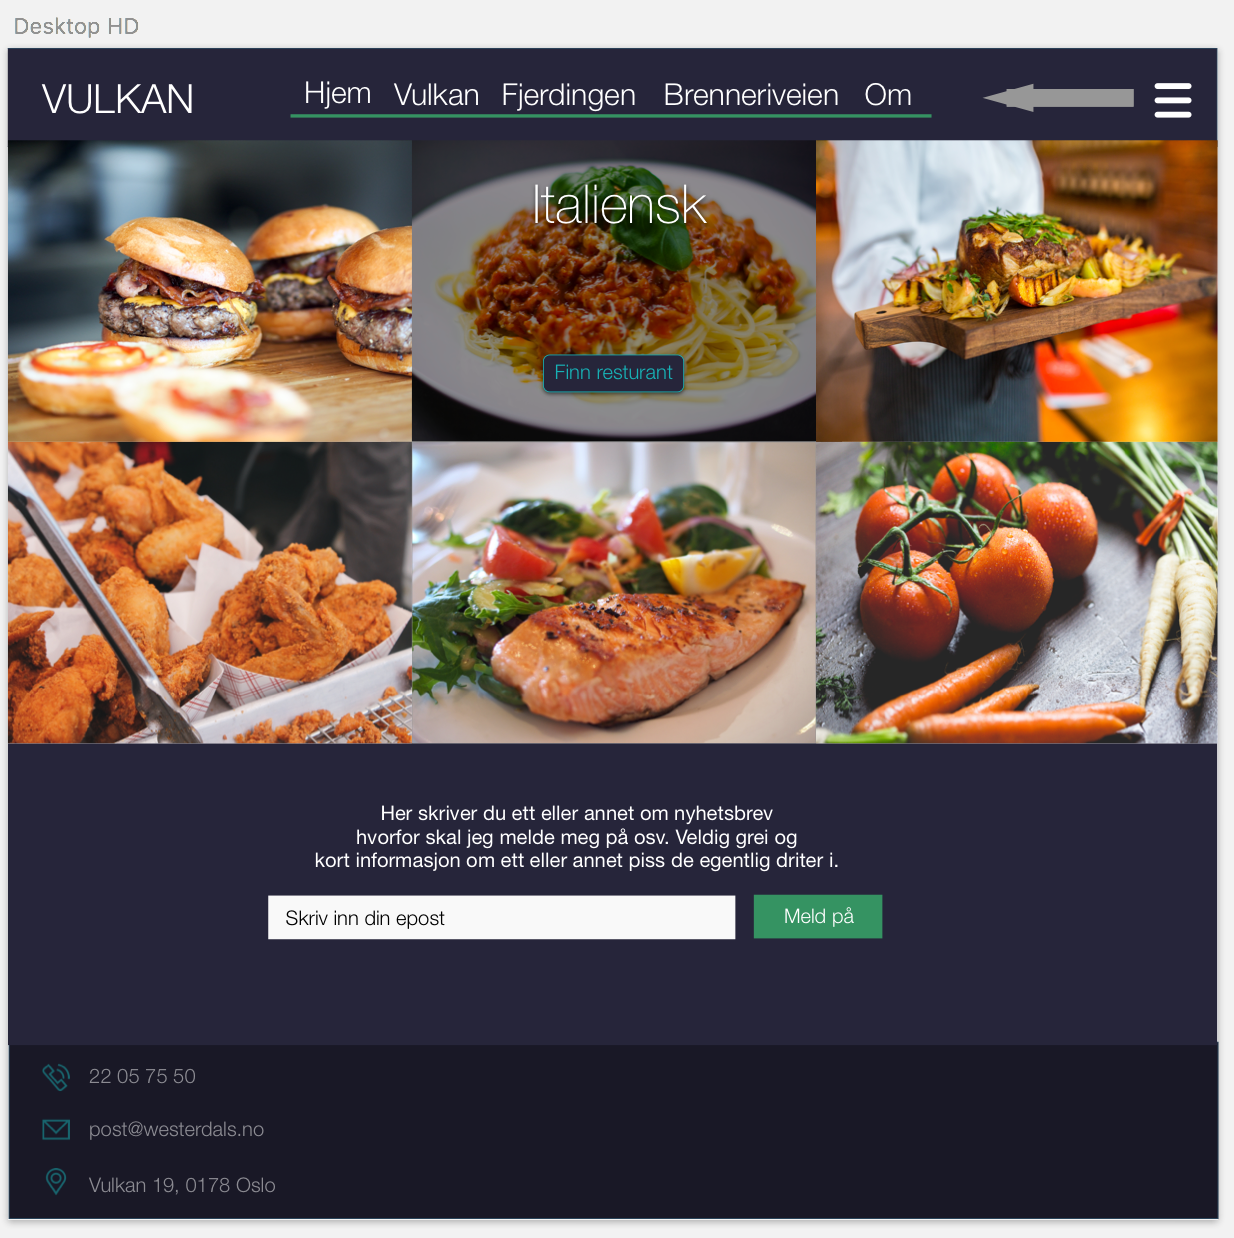 Desktop HD
VULKAN
Hjem Vulkan Fjerdingen Brenneriveien Om
Italiensk
Finn resturant
Her skriver du ett eller annet om nyhetsbrev
hvorfor skal jeg melde meg på osv. Veldig grei og
kort informasjon om ett eller annet piss de egentlig driter i.
Skriv inn din epost
Meld på
22 05 75 50
post@westerdals.no
Vulkan 19, 0178 Oslo